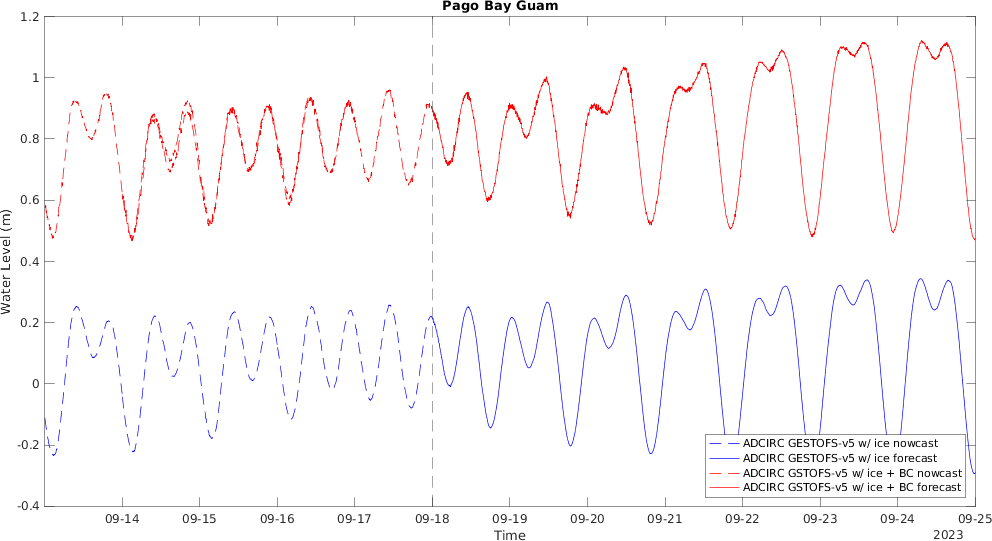 Pago Bay Guam
1.2
1
0.8
0.6
0.4
0.2
0
-0.2
-0.4
Water Level (m)
ADCIRC GESTOFS-v5 w/ ice nowcast
ADCIRC GESTOFS-v5 w/ ice forecast
ADCIRC GSTOFS-v5 w/ ice + BC nowcast
ADCIRC GSTOFS-v5 w/ ice + BC forecast
09-14 09-15 09-16 09-17 09-18 09-19 09-20 09-21 09-22 09-23 09-24 09-25
Time
2023